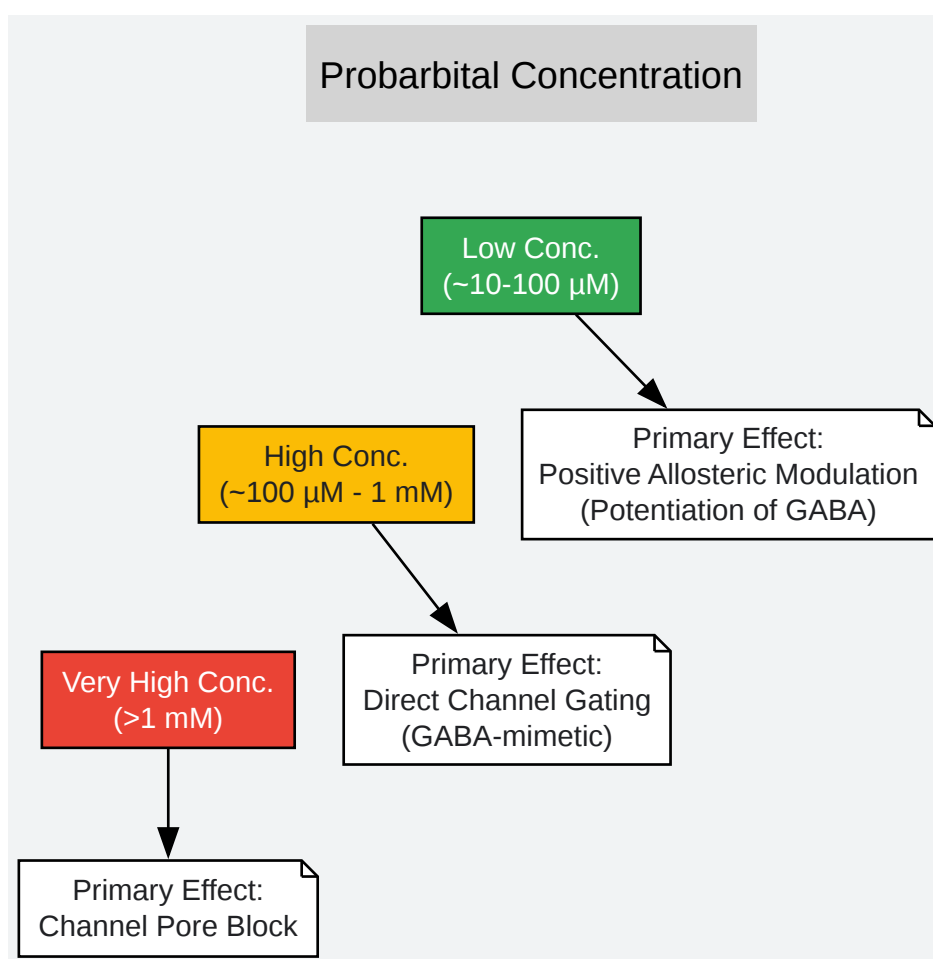 Probarbital Concentration
Low Conc.
(~10-100 µM)
Primary Effect:
Positive Allosteric Modulation
(Potentiation of GABA)
High Conc.
(~100 µM - 1 mM)
Primary Effect:
Direct Channel Gating
(GABA-mimetic)
Very High Conc.
(>1 mM)
Primary Effect:
Channel Pore Block